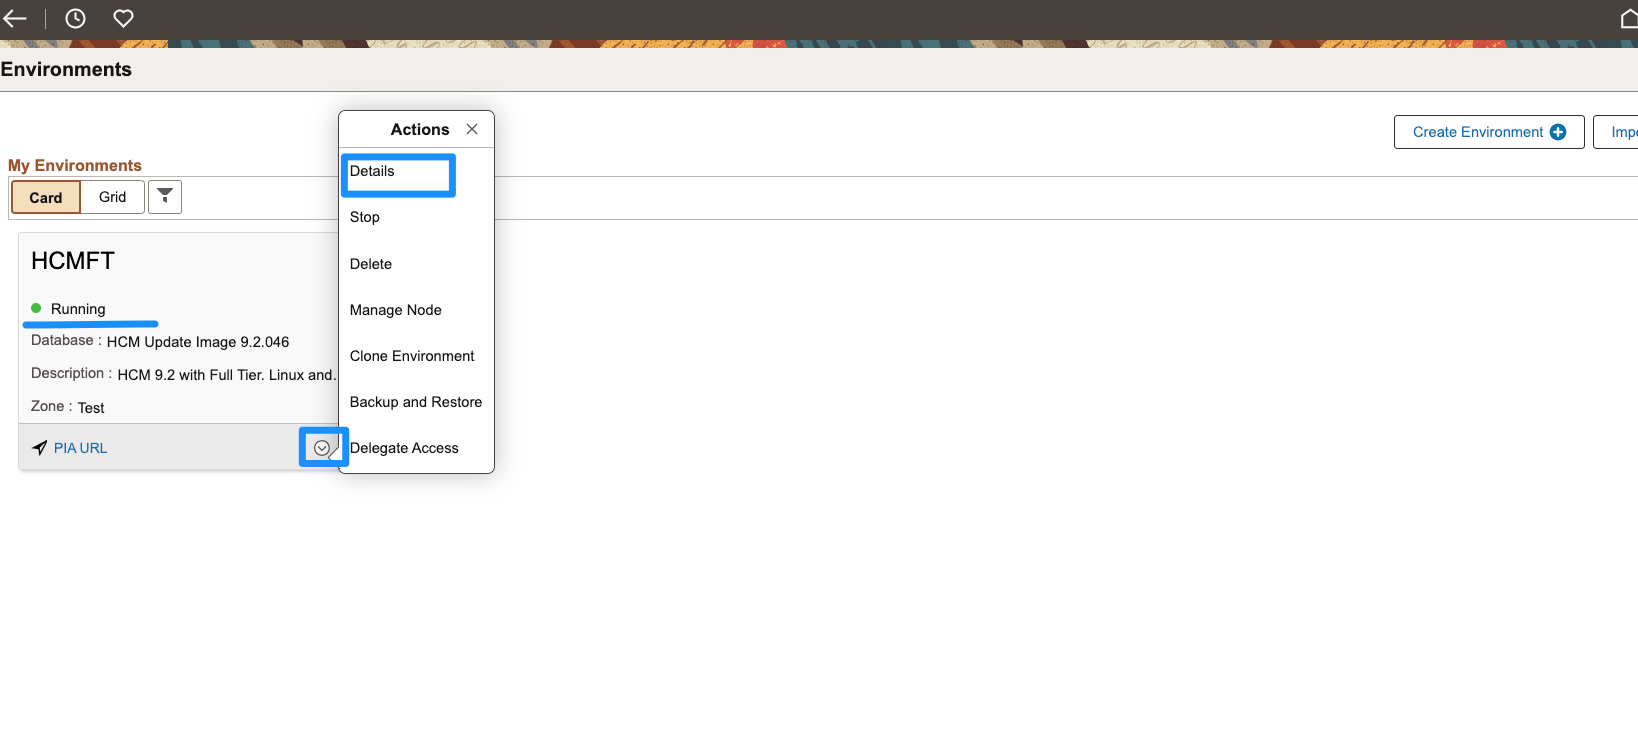 Environments
Create Environment
Impo
My Environments
Card
Grid
HCMFT
Running
Database : HCM Update Image 9.2.046
Description : HCM 9.2 with Full Tier. Linux and.
Zone : Test
PIA URL
Actions
Details
Stop
Delete
Manage Node
Clone Environment
Backup and Restore
Delegate Access